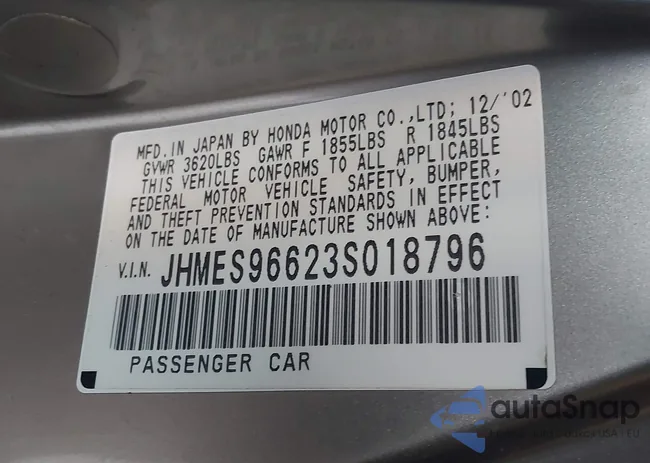 MFD. IN JAPAN BY HONDA MOTOR CO.,LTD; 12/'02
GVWR 3620LBS GAWR F 1855LBS R 1845LBS
THIS VEHICLE CONFORMS TO ALL APPLICABLE
FEDERAL MOTOR VEHICLE SAFETY, BUMPER,
AND THEFT PREVENTION STANDARDS IN EFFECT
ON THE DATE OF MANUFACTURE SHOWN ABOVE:
V.I.N. JHMES96623S018796
PASSENGER CAR
autaSnap